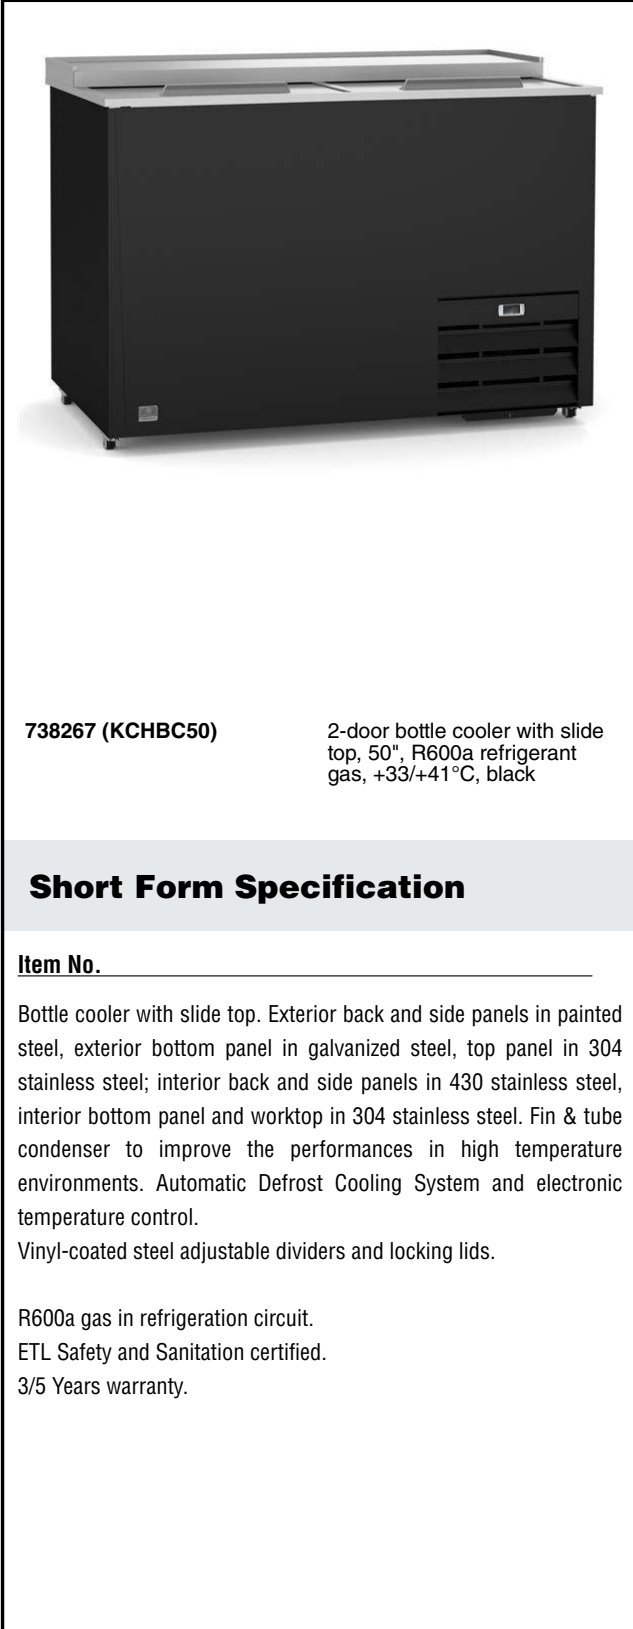 738267 (KCHBC50)
2-door bottle cooler with slide
top, 50", R600a refrigerant
gas, +33/+41°C, black
Short Form Specification
Item No.
Bottle cooler with slide top. Exterior back and side panels in painted
steel, exterior bottom panel in galvanized steel, top panel in 304
stainless steel; interior back and side panels in 430 stainless steel,
interior bottom panel and worktop in 304 stainless steel. Fin & tube
condenser to improve the performances in high temperature
environments. Automatic Defrost Cooling System and electronic
temperature control.
Vinyl-coated steel adjustable dividers and locking lids.
R600a gas in refrigeration circuit.
ETL Safety and Sanitation certified.
3/5 Years warranty.